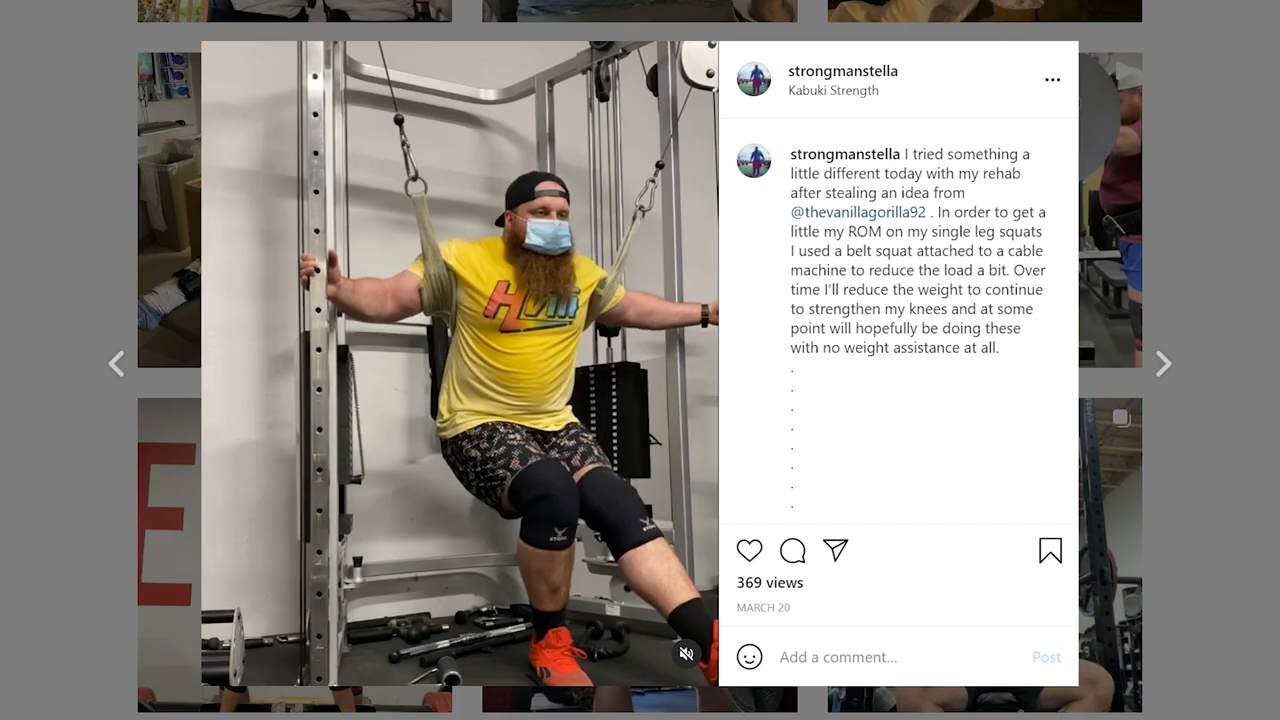 strongmanstella
Kabuki Strength
strongmanstella I tried something a
little different today with my rehab
after stealing an idea from
@thevanillagorilla92 . In order to get a
little my ROM on my single leg squats
I used a belt squat attached to a cable
machine to reduce the load a bit. Over
time I'll reduce the weight to continue
to strengthen my knees and at some
point will hopefully be doing these
with no weight assistance at all.
.
.
.
.
.
.
.
.
369 views
MARCH 20
Add a comment...
Post
E